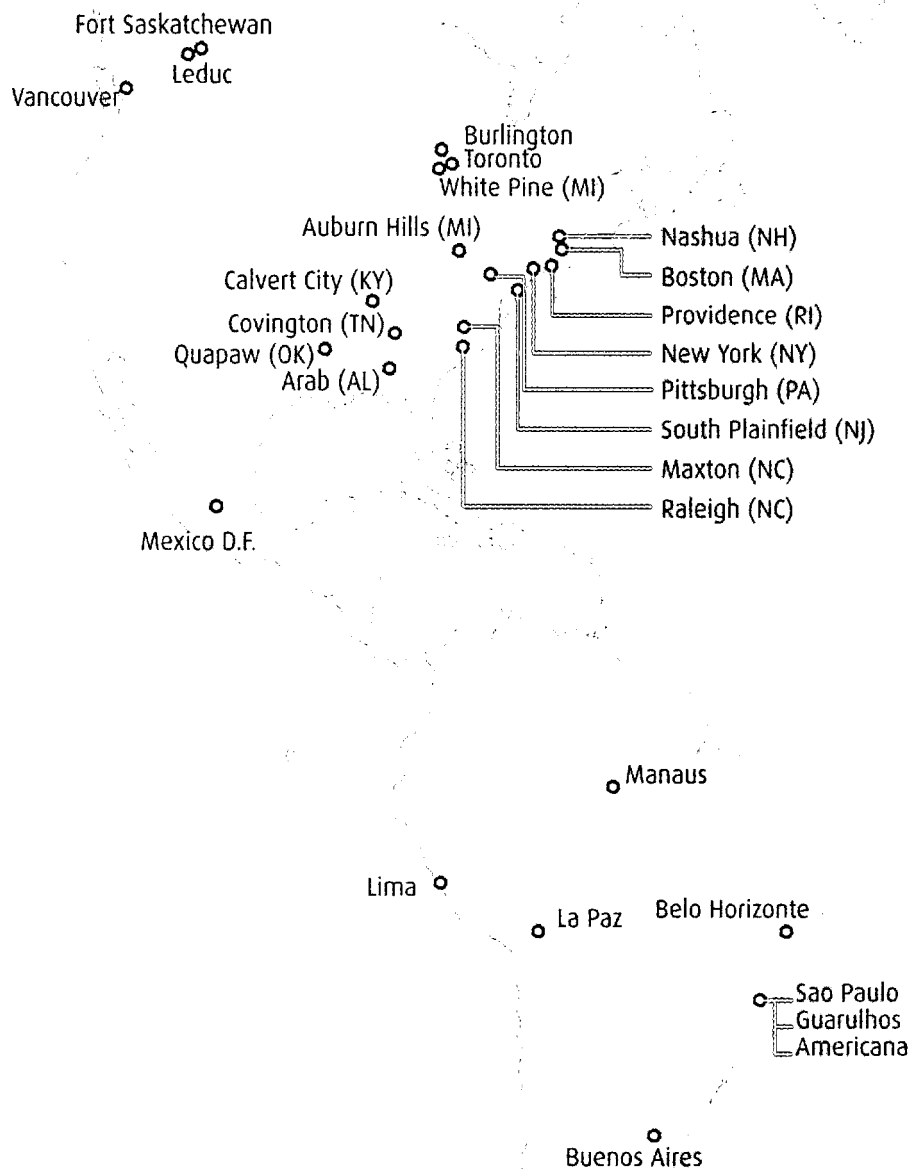 Fort Saskatchewan
Leduc
Vancouver
Burlington
Toronto
White Pine (MI)
Auburn Hills (MI)
Nashua (NH)
Boston (MA)
Calvert City (KY)
Providence (RI)
Covington (TN)
New York (NY)
Quapaw (OK)
Arab (AL)
Pittsburgh (PA)
South Plainfield (NJ)
Maxton (NC)
Raleigh (NC)
Mexico D.F.
Manaus
Lima
La Paz
Belo Horizonte
Sao Paulo
Guarulhos
Americana
Buenos Aires